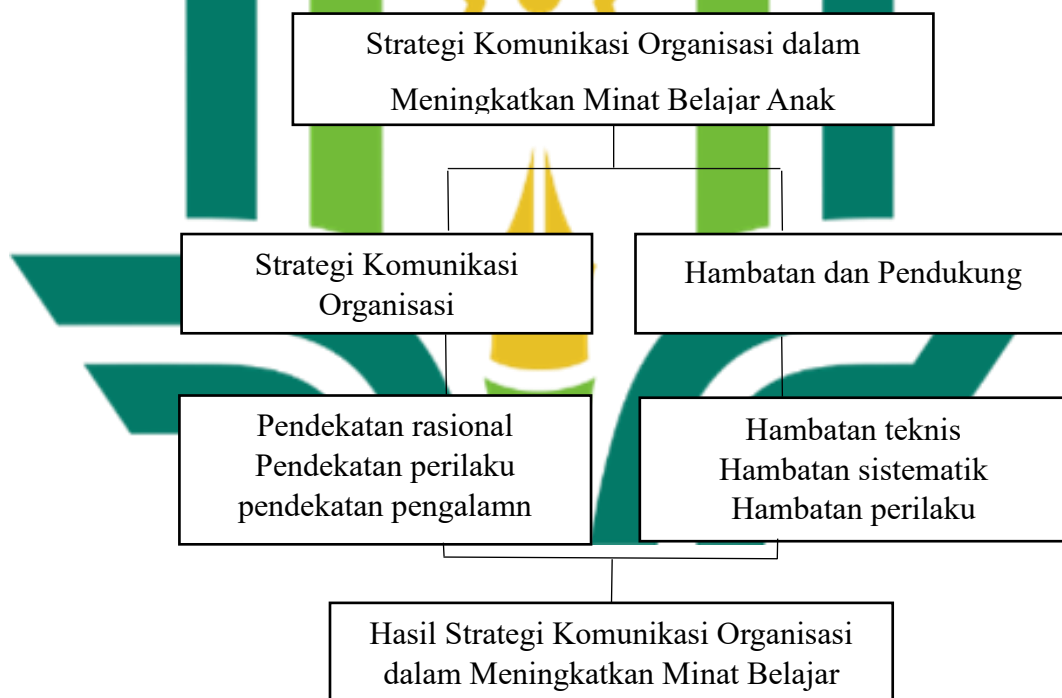 Strategi Komunikasi Organisasi dalam
Meningkatkan Minat Belajar Anak
Strategi Komunikasi
Organisasi
Hambatan dan Pendukung
Pendekatan rasional
Pendekatan perilaku
pendekatan pengalamn
Hambatan teknis
Hambatan sistematik
Hambatan perilaku
Hasil Strategi Komunikasi Organisasi
dalam Meningkatkan Minat Belajar